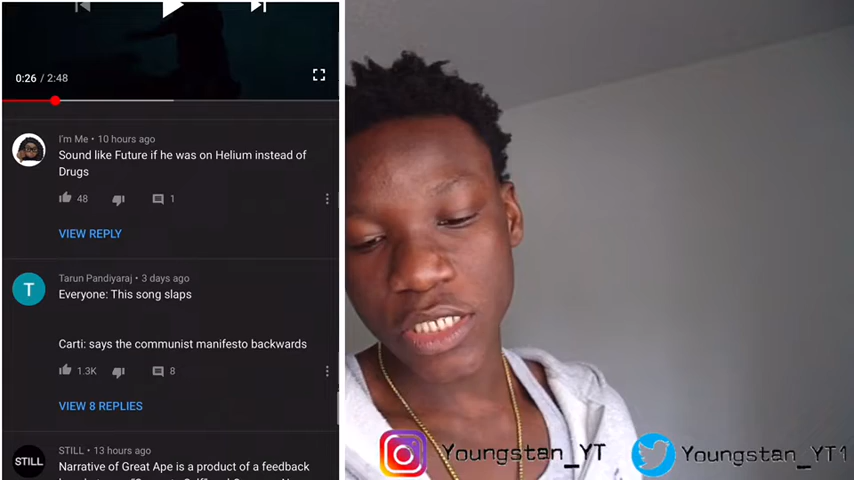 0:26 / 2:48
I'm Me • 10 hours ago
Sound like Future if he was on Helium instead of
Drugs
48
1
VIEW REPLY
T
Tarun Pandiyaraj • 3 days ago
Everyone: This song slaps
Carti: says the communist manifesto backwards
1.3K
8
VIEW 8 REPLIES
STILL
STILL • 13 hours ago
Narrative of Great Ape is a product of a feedback
Youngstan_YT
Youngstan_YT1